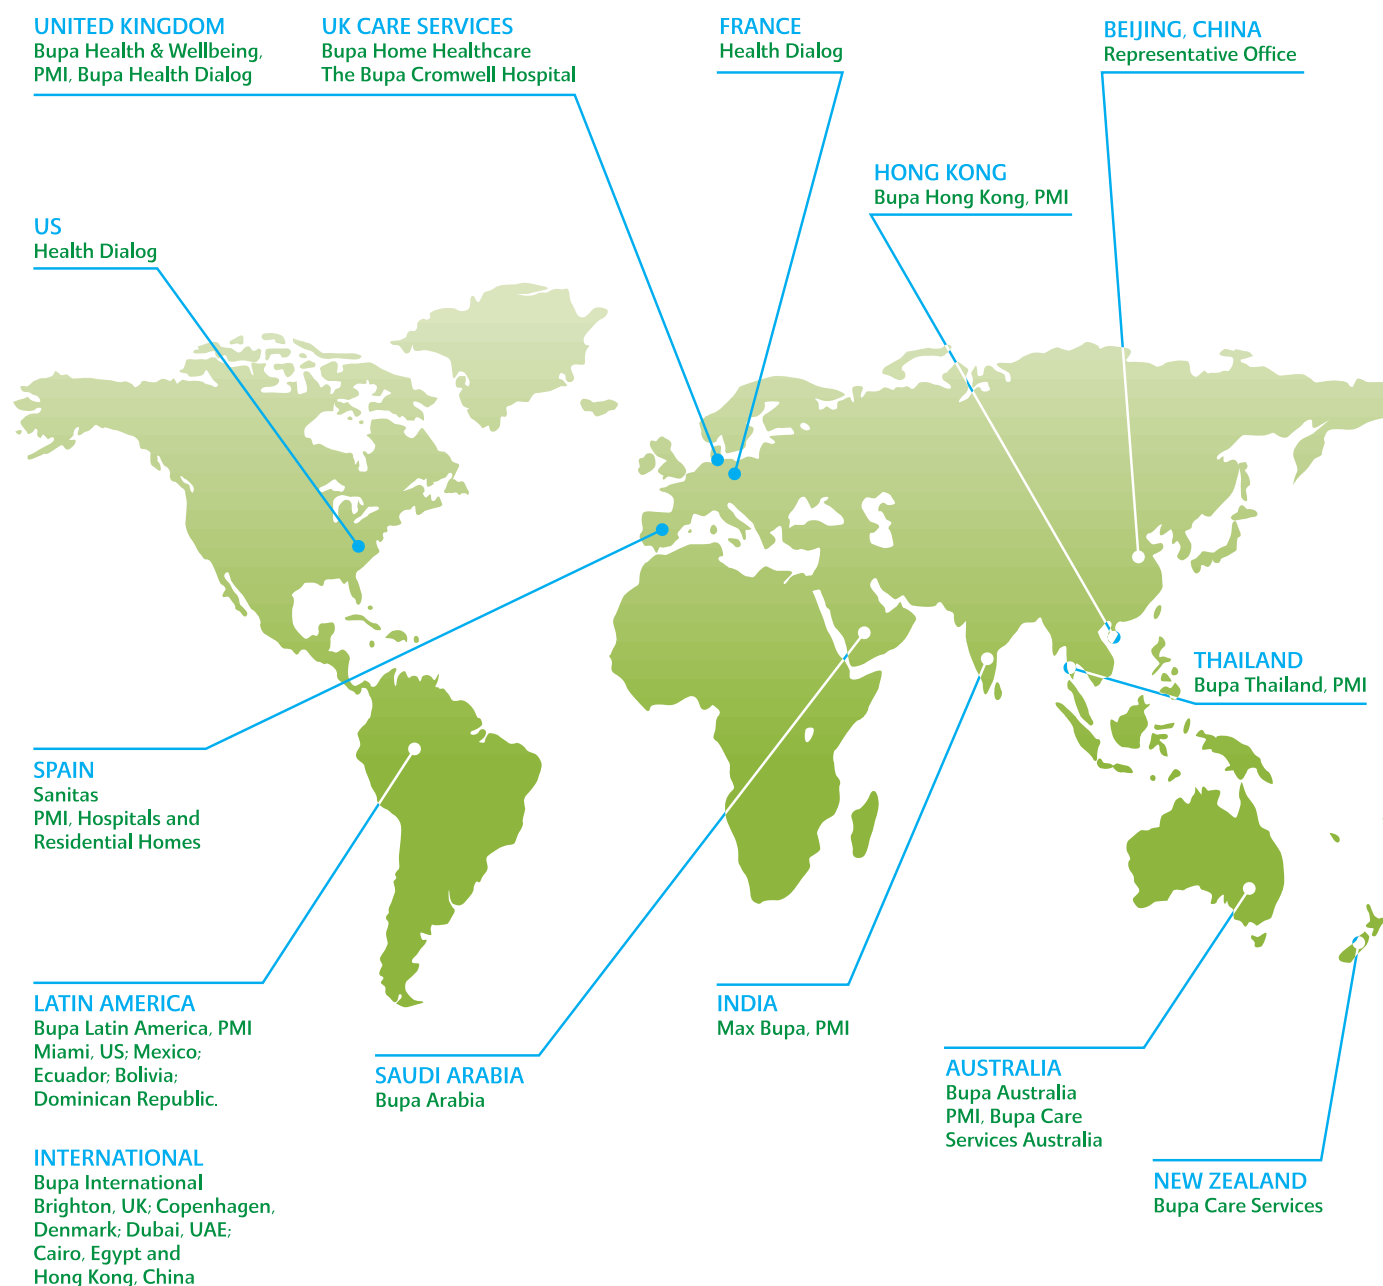 UNITED KINGDOM
Bupa Health & Wellbeing,
PMI, Bupa Health Dialog
UK CARE SERVICES
Bupa Home Healthcare
The Bupa Cromwell Hospital
FRANCE
Health Dialog
BEIJING, CHINA
Representative Office
HONG KONG
Bupa Hong Kong, PMI
US
Health Dialog
THAILAND
Bupa Thailand, PMI
SPAIN
Sanitas
PMI, Hospitals and
Residential Homes
LATIN AMERICA
Bupa Latin America, PMI
Miami, US; Mexico;
Ecuador; Bolivia;
Dominican Republic.
SAUDI ARABIA
Bupa Arabia
INDIA
Max Bupa, PMI
AUSTRALIA
Bupa Australia
PMI, Bupa Care
Services Australia
NEW ZEALAND
Bupa Care Services
INTERNATIONAL
Bupa International
Brighton, UK; Copenhagen,
Denmark; Dubai, UAE;
Cairo, Egypt and
Hong Kong, China